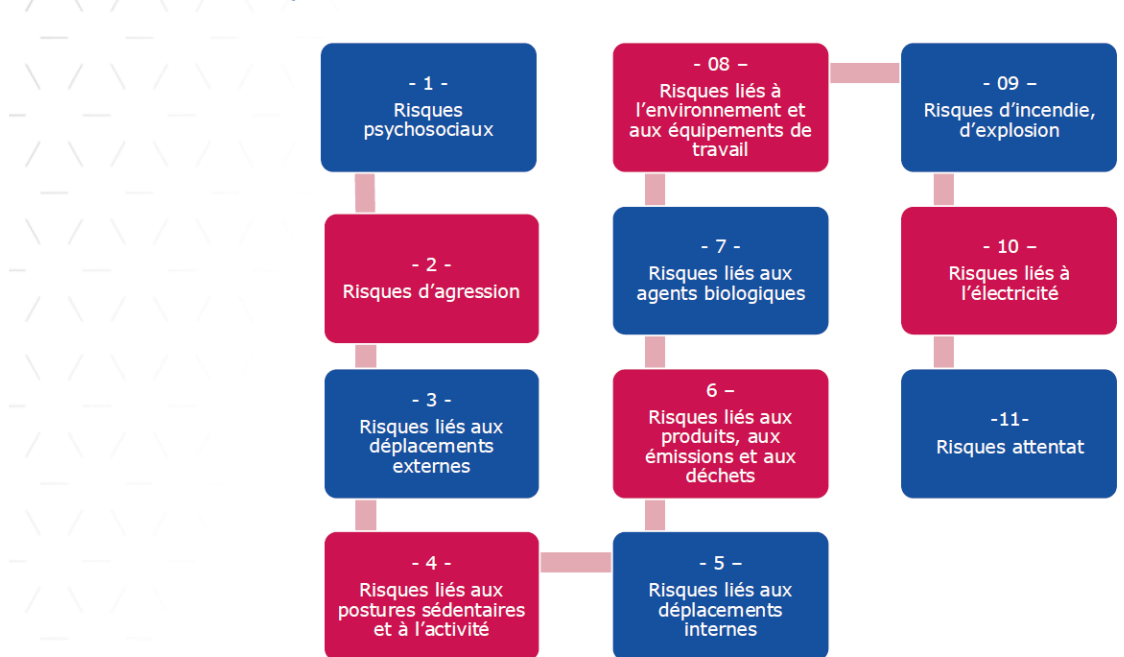 - 1 -
Risques
psychosociaux
- 2 -
Risques d’agression
- 3 -
Risques liés aux
déplacements
externes
- 4 -
Risques liés aux
postures sédentaires
et à l’activité
- 5 –
Risques liés aux
déplacements
internes
6 –
Risques liés aux
produits, aux
émissions et aux
déchets
- 7 -
Risques liés aux
agents biologiques
- 08 –
Risques liés à
l’environnement et
aux équipements de
travail
- 09 –
Risques d’incendie,
d’explosion
- 10 –
Risques liés à
l’électricité
-11-
Risques attentat